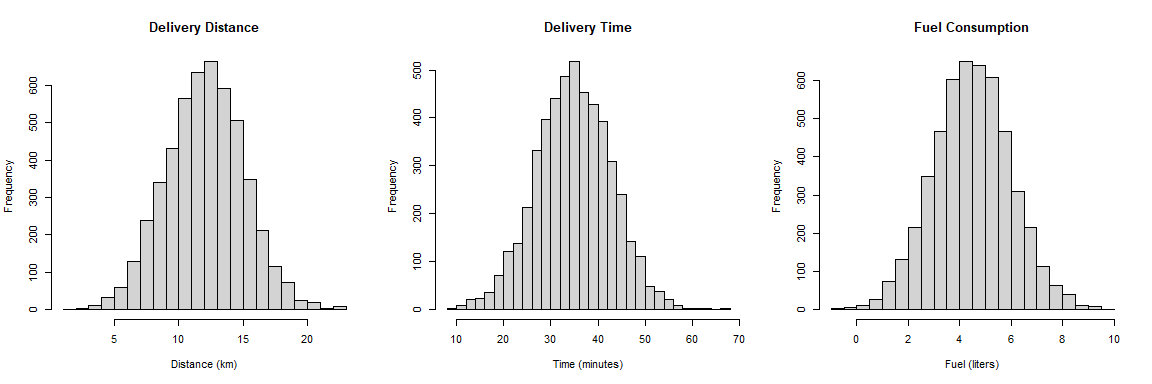 Delivery Distance
Frequency
0 100 200 300 400 500 600
5 10 15 20
Distance (km)
Delivery Time
Frequency
0 100 200 300 400 500
10 20 30 40 50 60 70
Time (minutes)
Fuel Consumption
Frequency
0 100 200 300 400 500 600
0 2 4 6 8 10
Fuel (liters)